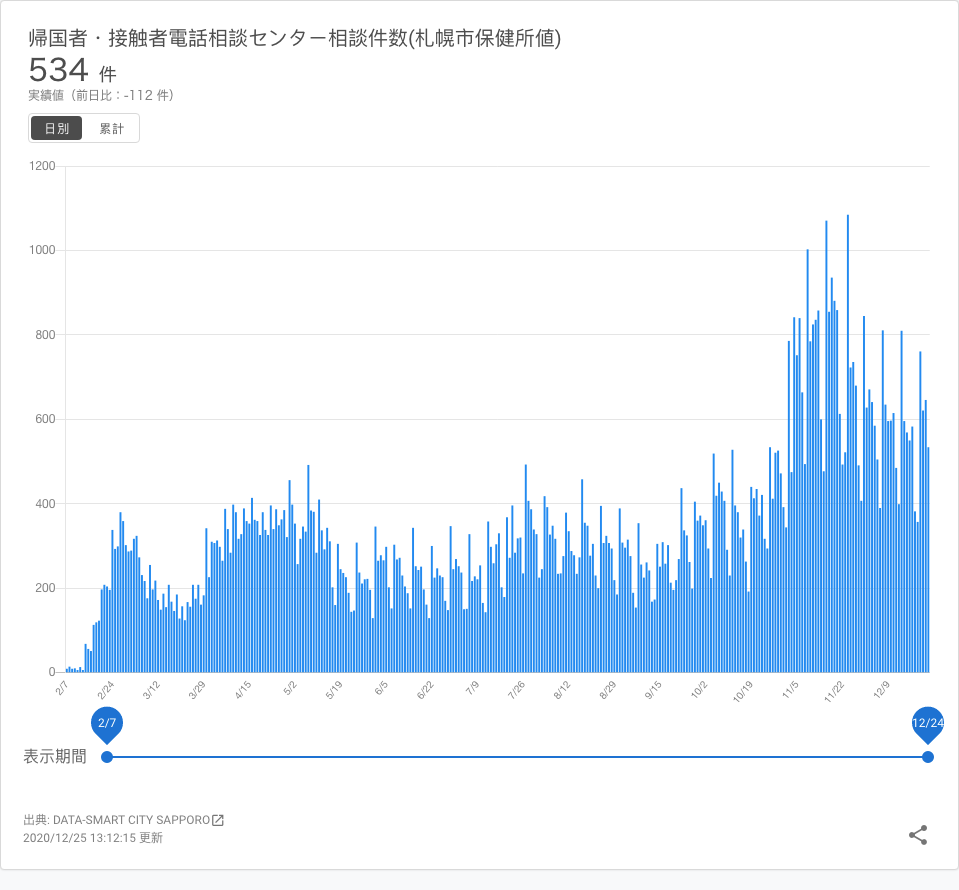 帰国者・接触者電話相談センター相談件数(札幌市保健所値)
534 件
実績値（前日比：-112 件）
日別 累計
1200
1000
800
600
400
200
0
2/7 2/24 3/12 3/29 4/15 5/2 5/19 6/5 6/22 7/9 7/26 8/12 8/29 9/15 10/2 10/19 11/5 11/22 12/9
2/7 12/24
表示期間
出典: DATA-SMART CITY SAPPORO
2020/12/25 13:12:15 更新